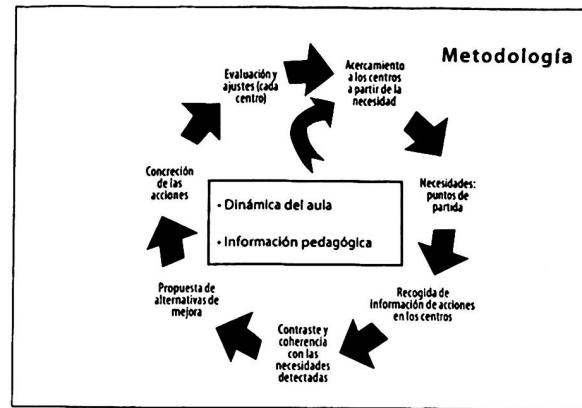 Metodología
Acercamiento
a los centros
a partir de la
necesidad
Necesidades:
puntos de
partida
Recogida de
información de acciones
en los centros
Contraste y
coherencia
con las
necesidades
detectadas
Propuesta de
alternativas de
mejora
Concreción
de las
acciones
Evaluación y
ajustes (cada
centro)
• Dinámica del aula
• Información pedagógica